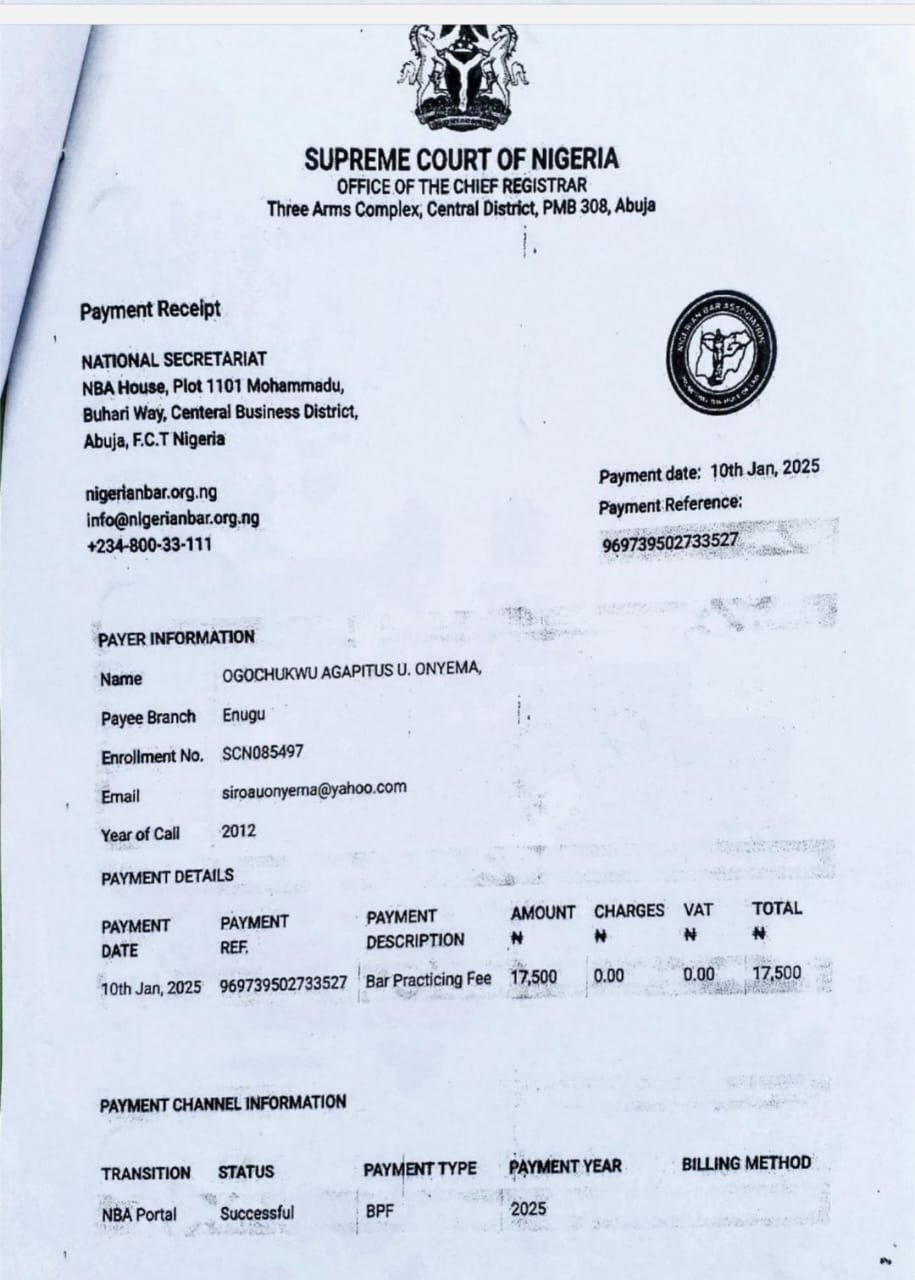 SUPREME COURT OF NIGERIA
OFFICE OF THE CHIEF REGISTRAR
Three Arms Complex, Central District, PMB 308, Abuja
Payment Receipt
NIGERIAN BAR ASSOCIATION
NATIONAL SECRETARIAT
NBA House, Plot 1101 Mohammadu,
Buhari Way, Centeral Business District,
Abuja, F.C.T Nigeria
nigerianbar.org.ng
info@nigerianbar.org.ng
+234-800-33-111
Payment date: 10th Jan, 2025
Payment Reference:
969739502733527
PAYER INFORMATION
Name OGOCHUKWU AGAPITUS U. ONYEMA,
Payee Branch Enugu
Enrollment No. SCN085497
Email siroauonyema@yahoo.com
Year of Call 2012
PAYMENT DETAILS
PAYMENT DATE PAYMENT REF. PAYMENT DESCRIPTION AMOUNT ₦ CHARGES ₦ VAT ₦ TOTAL ₦
10th Jan, 2025 969739502733527 Bar Practicing Fee 17,500 0.00 0.00 17,500
PAYMENT CHANNEL INFORMATION
TRANSITION STATUS PAYMENT TYPE PAYMENT YEAR BILLING METHOD
NBA Portal Successful BPF 2025